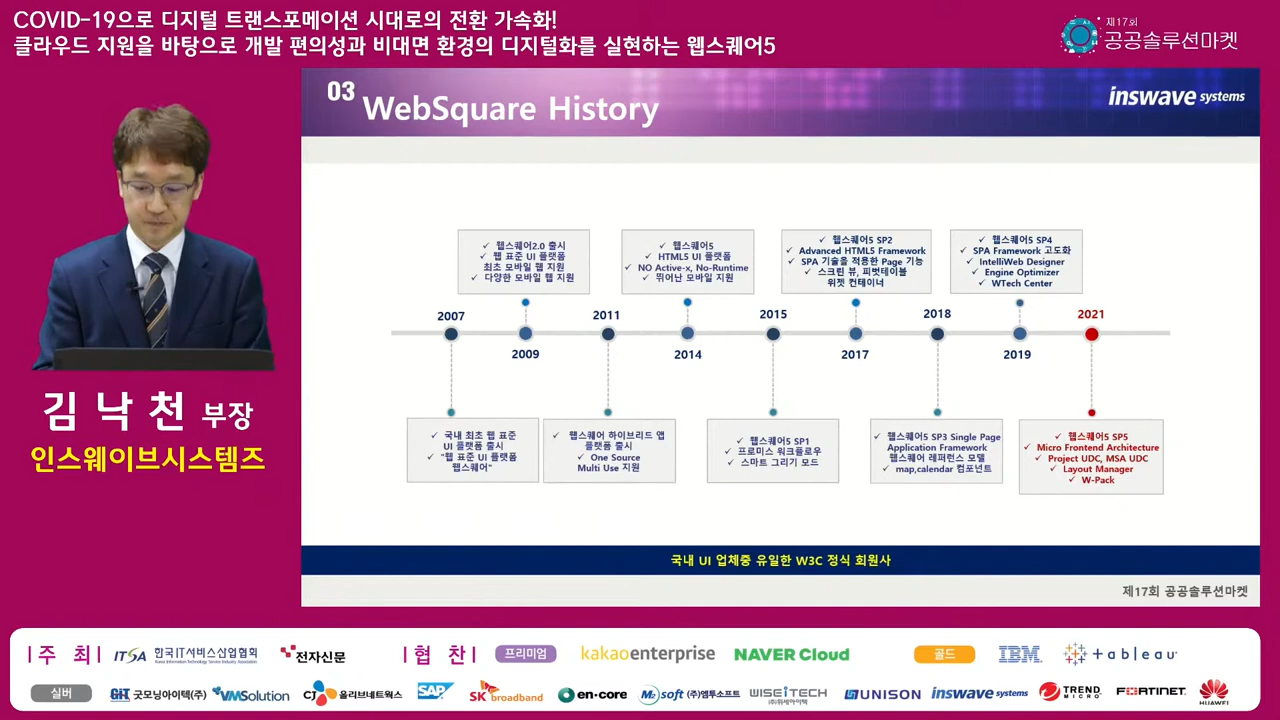 COVID-19으로 디지털 트랜스포메이션 시대로의 전환 가속화!
클라우드 지원을 바탕으로 개발 편의성과 비대면 환경의 디지털화를 실현하는 웹스퀘어5
제17회
공공솔루션마켓
03 WebSquare History
inswave systems
✓ 웹스퀘어2.0 출시
✓ 웹 표준 UI 플랫폼
최초 모바일 웹 지원
✓ 다양한 모바일 웹 지원
✓ 웹스퀘어5
✓ HTML5 UI 플랫폼
✓ NO Active-x, No-Runtime
✓ 뛰어난 모바일 지원
✓ 웹스퀘어5 SP2
✓ Advanced HTML5 Framework
✓ SPA 기술을 적용한 Page 기능
✓ 스크린 뷰, 피벗테이블
위젯 컨테이너
✓ 웹스퀘어5 SP4
✓ SPA Framework 고도화
✓ IntelliWeb Designer
✓ Engine Optimizer
✓ WTech Center
2007 2011 2015 2018 2021
2009 2014 2017 2019
✓ 국내 최초 웹 표준
UI 플랫폼 출시
✓ "웹 표준 UI 플랫폼
웹스퀘어"
✓ 웹스퀘어 하이브리드 앱
플랫폼 출시
✓ One Source
Multi Use 지원
✓ 웹스퀘어5 SP1
✓ 프로미스 워크플로우
✓ 스마트 그리기 모드
✓ 웹스퀘어5 SP3 Single Page
Application Framework
웹스퀘어 레퍼런스 모델
✓ map,calendar 컴포넌트
✓ 웹스퀘어5 SP5
✓ Micro Frontend Architecture
✓ Project UDC, MSA UDC
✓ Layout Manager
✓ W-Pack
김 낙 천 부장
인스웨이브시스템즈
국내 UI 업체중 유일한 W3C 정식 회원사
제17회 공공솔루션마켓
주 최 ITSA 한국IT서비스산업협회 전자신문 협 찬 프리미엄 kakaoenterprise NAVER Cloud 골드 IBM +ableau
Korea Information Technology Service Industry Association
실버 GIT 굿모닝아이텍(주) VMSolution CJ 올리브네트웍스 SAP SK broadband en·core M2soft (주)엠투소프트 WISEiTECH (주)위세아이텍 UNISON inswave systems TREND MICRO FORTINET HUAWEI